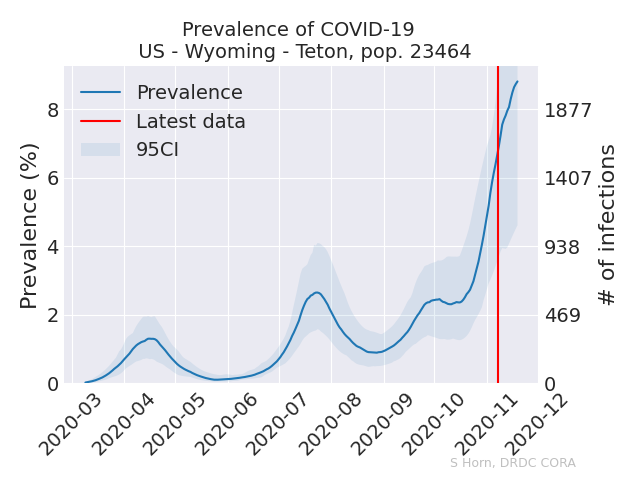 Prevalence of COVID-19
US - Wyoming - Teton, pop. 23464
Prevalence
Latest data
95CI
Prevalence (%)
8
6
4
2
0
1877
1407
938
469
0
# of infections
2020-03
2020-04
2020-05
2020-06
2020-07
2020-08
2020-09
2020-10
2020-11
2020-12
S Horn, DRDC CORA